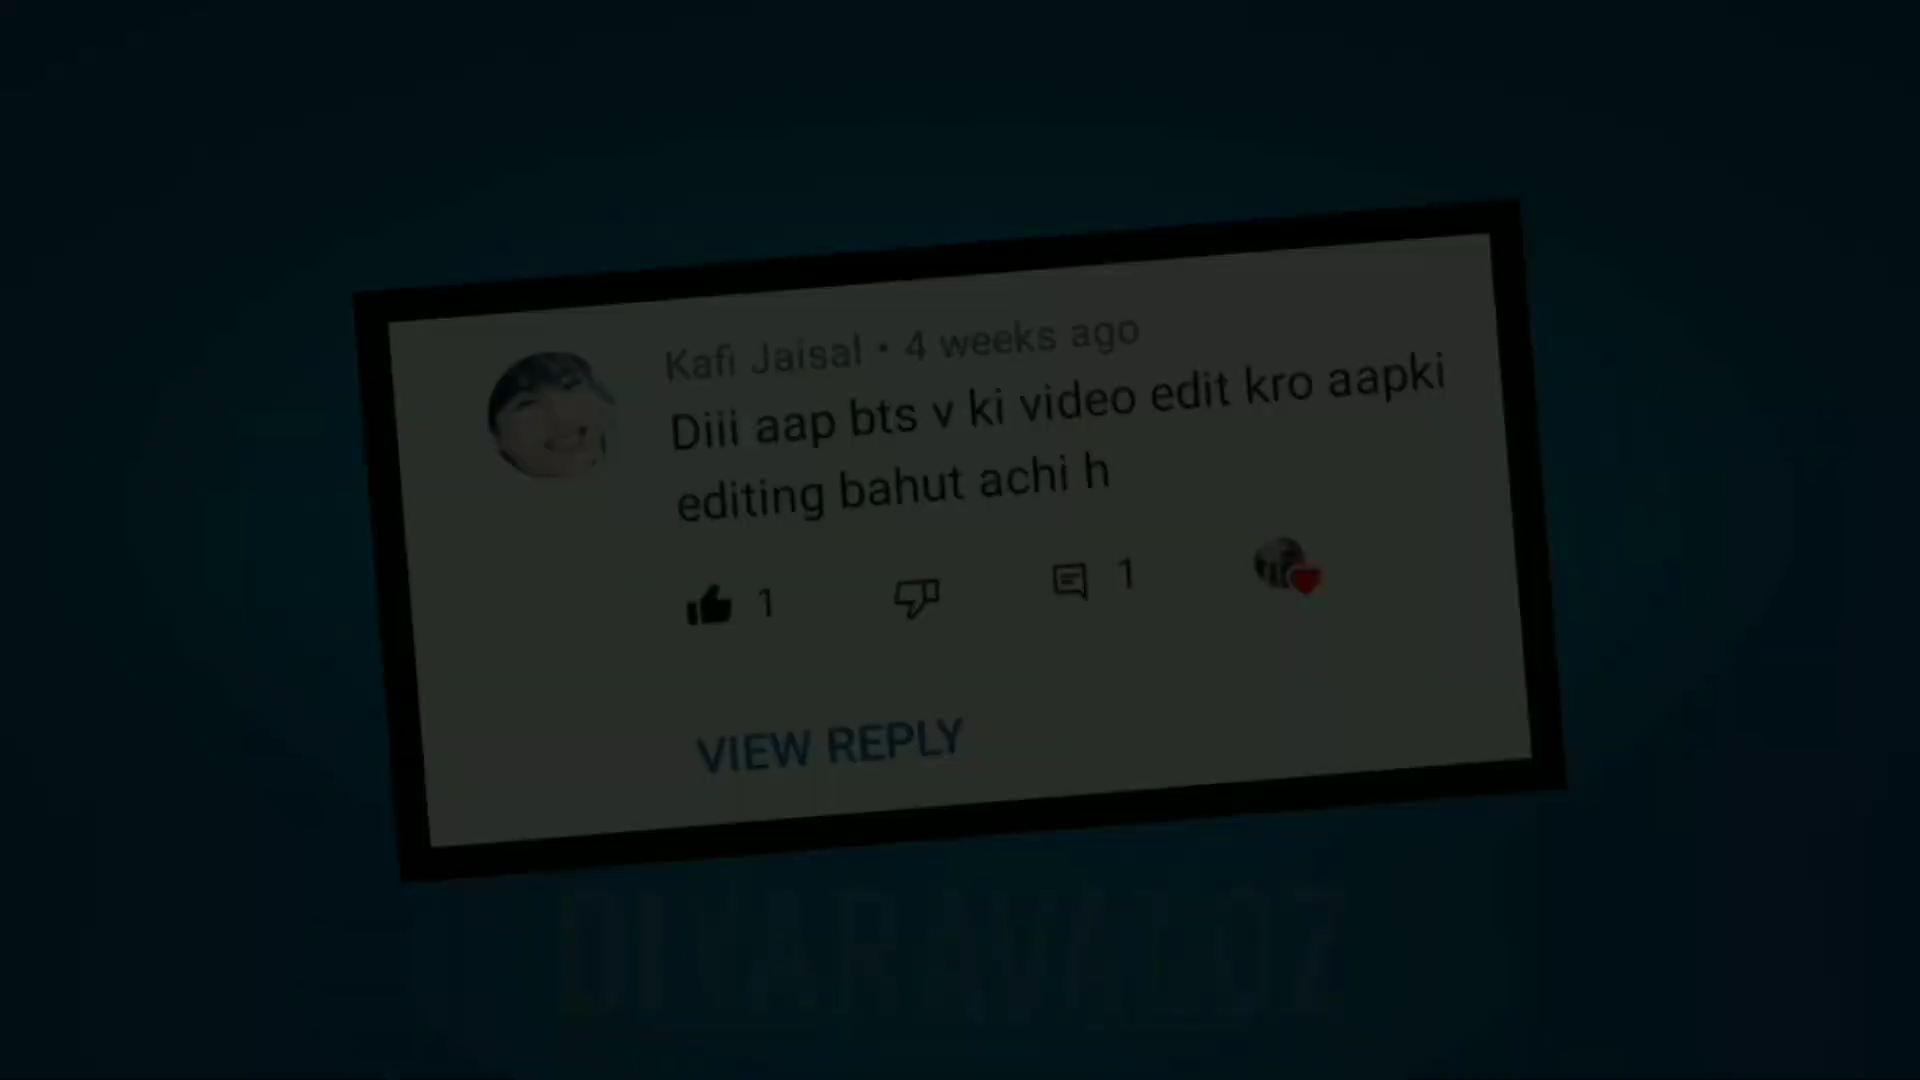 Kafi Jaisal • 4 weeks ago
Diii aap bts v ki video edit kro aapki
editing bahut achi h
1
1
VIEW REPLY